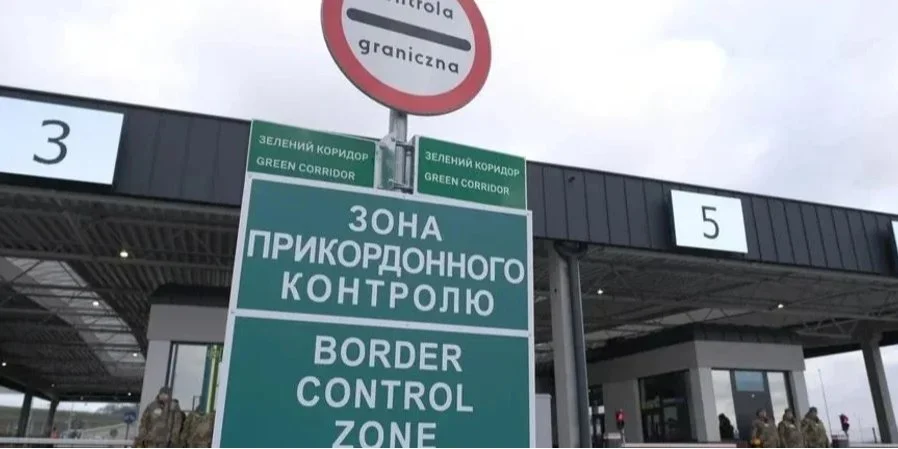 graniczna
3
ЗЕЛЕНИЙ КОРИДОР
GREEN CORRIDOR
ЗЕЛЕНИЙ КОРИДОР
GREEN CORRIDOR
5
ЗОНА
ПРИКОРДОННОГО
КОНТРОЛЮ
BORDER
CONTROL
ZONE